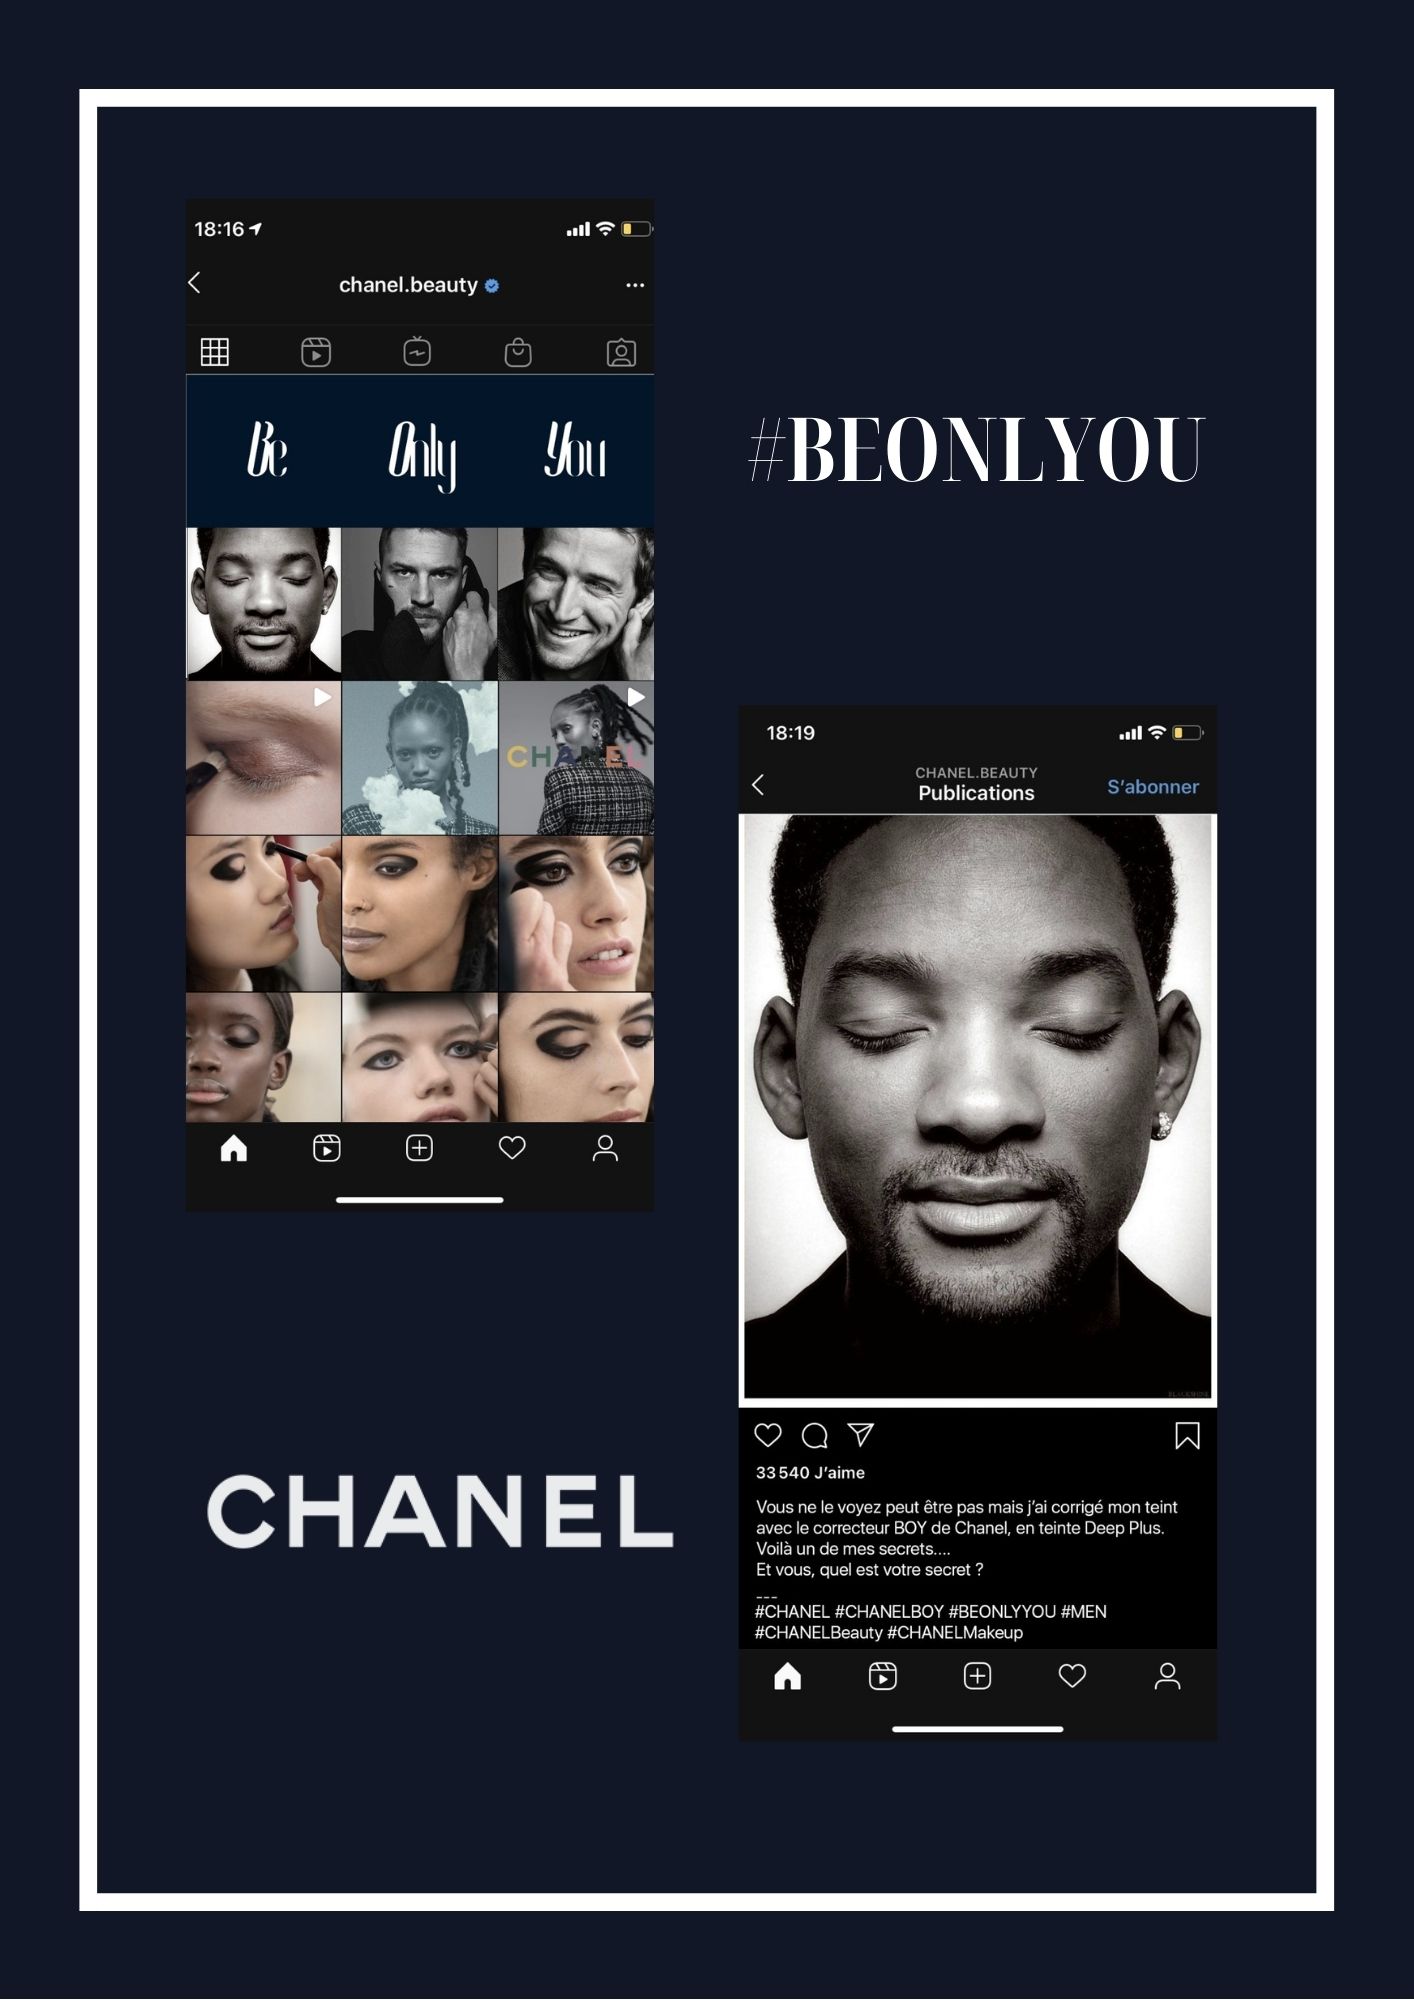 18:16
chanel.beauty
Be Only You
CHANEL
#BEONLYOU
18:19
CHANEL.BEAUTY
Publications
S'abonner
BLACKSHINE
33 540 J'aime
Vous ne le voyez peut être pas mais j'ai corrigé mon teint
avec le correcteur BOY de Chanel, en teinte Deep Plus.
Voilà un de mes secrets....
Et vous, quel est votre secret ?
---
#CHANEL #CHANELBOY #BEONLYYOU #MEN
#CHANELBeauty #CHANELMakeup
CHANEL